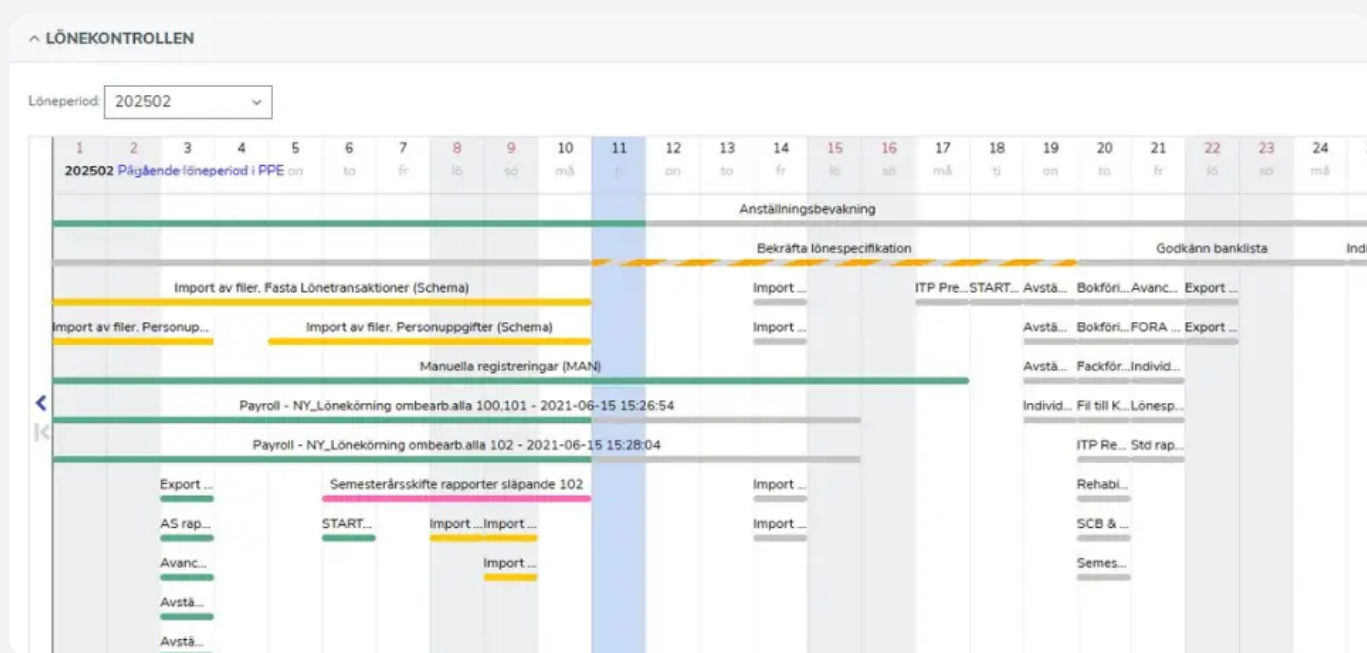 LÖNEKONTROLLEN
Löneperiod: 202502
1 2 3 4 5 6 7 8 9 10 11 12 13 14 15 16 17 18 19 20 21 22 23 24
202502 Pågående löneperiod i PPE on to fr lö sö må ti on to fr lö sö må ti on to fr lö sö må
Anställningsbevakning
Bekräfta lönespecifikation Godkänn banklista Indi
Import av filer. Fasta Lönetransaktioner (Schema) Import ... ITP Pre... START... Avstä... Bokföri... Avanc... Export ...
Import av filer. Personup... Import av filer. Personuppgifter (Schema) Import ... Avstä... Bokföri... FORA ... Export ...
Manuella registreringar (MAN) Avstä... Fackför... Individ...
Payroll - NY_Lönekörning ombearb.alla 100,101 - 2021-06-15 15:26:54 Individ... Fil till K... Lönesp...
Payroll - NY_Lönekörning ombearb.alla 102 - 2021-06-15 15:28:04 ITP Re... Std rap...
Export ... Semesterårsskifte rapporter släpande 102 Import ... Rehabi...
AS rap... START... Import ... Import ... Import ... SCB & ...
Avanc... Import ... Semes...
Avstä...
Avstä...